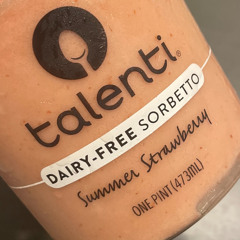 talenti®
DAIRY-FREE SORBETTO
Summer Strawberry
ONE PINT (473mL)